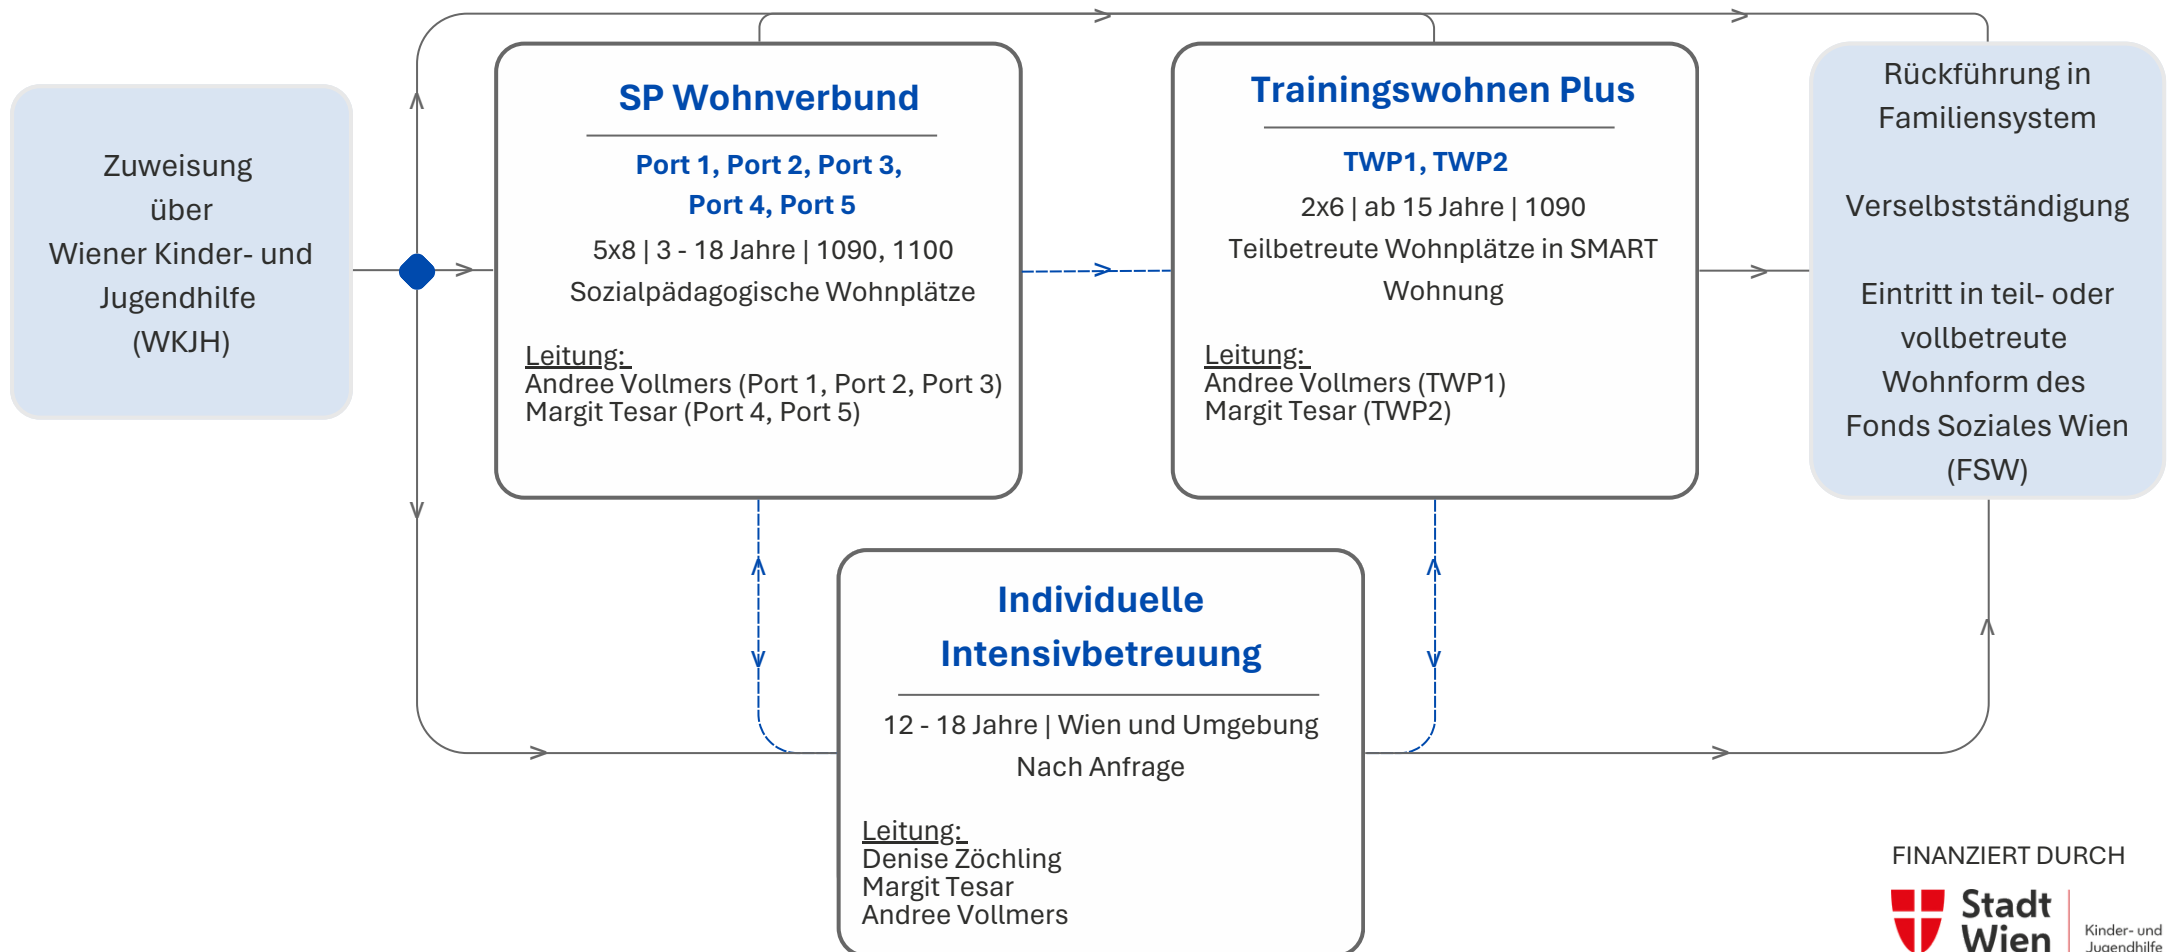 Zuweisung
über
Wiener Kinder- und
Jugendhilfe
(WKJH)
SP Wohnverbund
Port 1, Port 2, Port 3,
Port 4, Port 5
5x8 | 3 - 18 Jahre | 1090, 1100
Sozialpädagogische Wohnplätze
Leitung:
Andree Vollmers (Port 1, Port 2, Port 3)
Margit Tesar (Port 4, Port 5)
Trainingswohnen Plus
TWP1, TWP2
2x6 | ab 15 Jahre | 1090
Teilbetreute Wohnplätze in SMART
Wohnung
Leitung:
Andree Vollmers (TWP1)
Margit Tesar (TWP2)
Rückführung in
Familiensystem
Verselbstständigung
Eintritt in teil- oder
vollbetreute
Wohnform des
Fonds Soziales Wien
(FSW)
Individuelle
Intensivbetreuung
12 - 18 Jahre | Wien und Umgebung
Nach Anfrage
Leitung:
Denise Zöchling
Margit Tesar
Andree Vollmers
FINANZIERT DURCH
Stadt
Wien
Kinder- und
Jugendhilfe